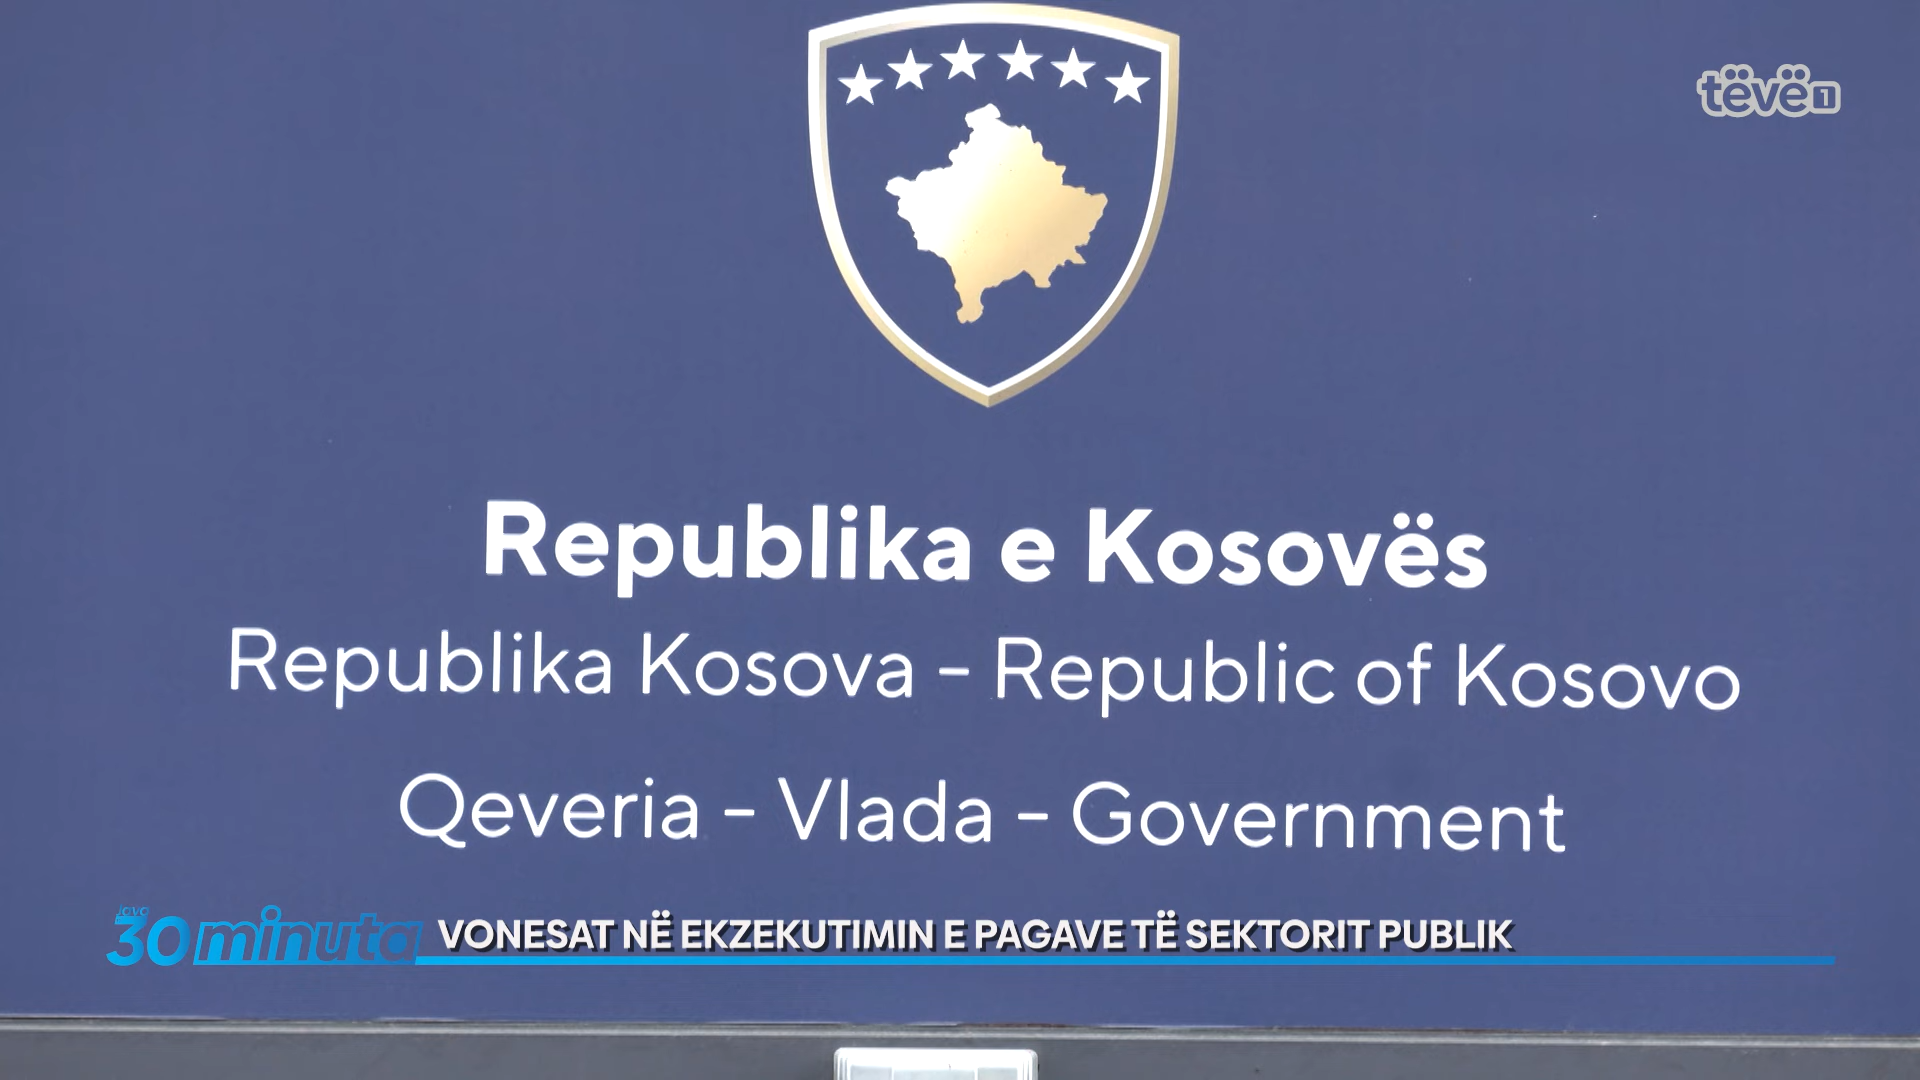 tëvë1
Republika e Kosovës
Republika Kosova - Republic of Kosovo
Qeveria - Vlada - Government
java
30minuta
VONESAT NË EKZEKUTIMIN E PAGAVE TË SEKTORIT PUBLIK